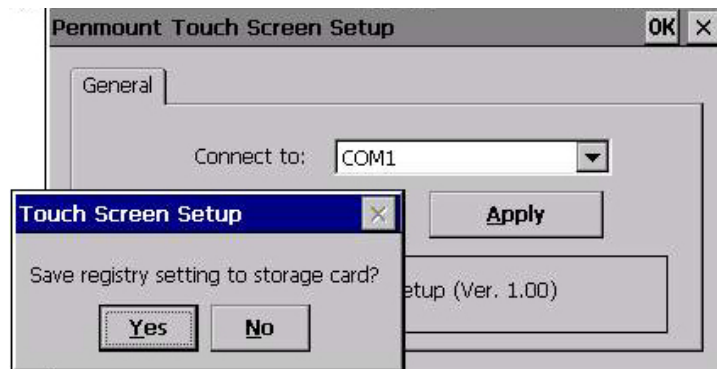 Penmount Touch Screen Setup OK ×
General
Connect to: COM1
Apply
Touch Screen Setup ×
Save registry setting to storage card?
Yes No
etup (Ver. 1.00)